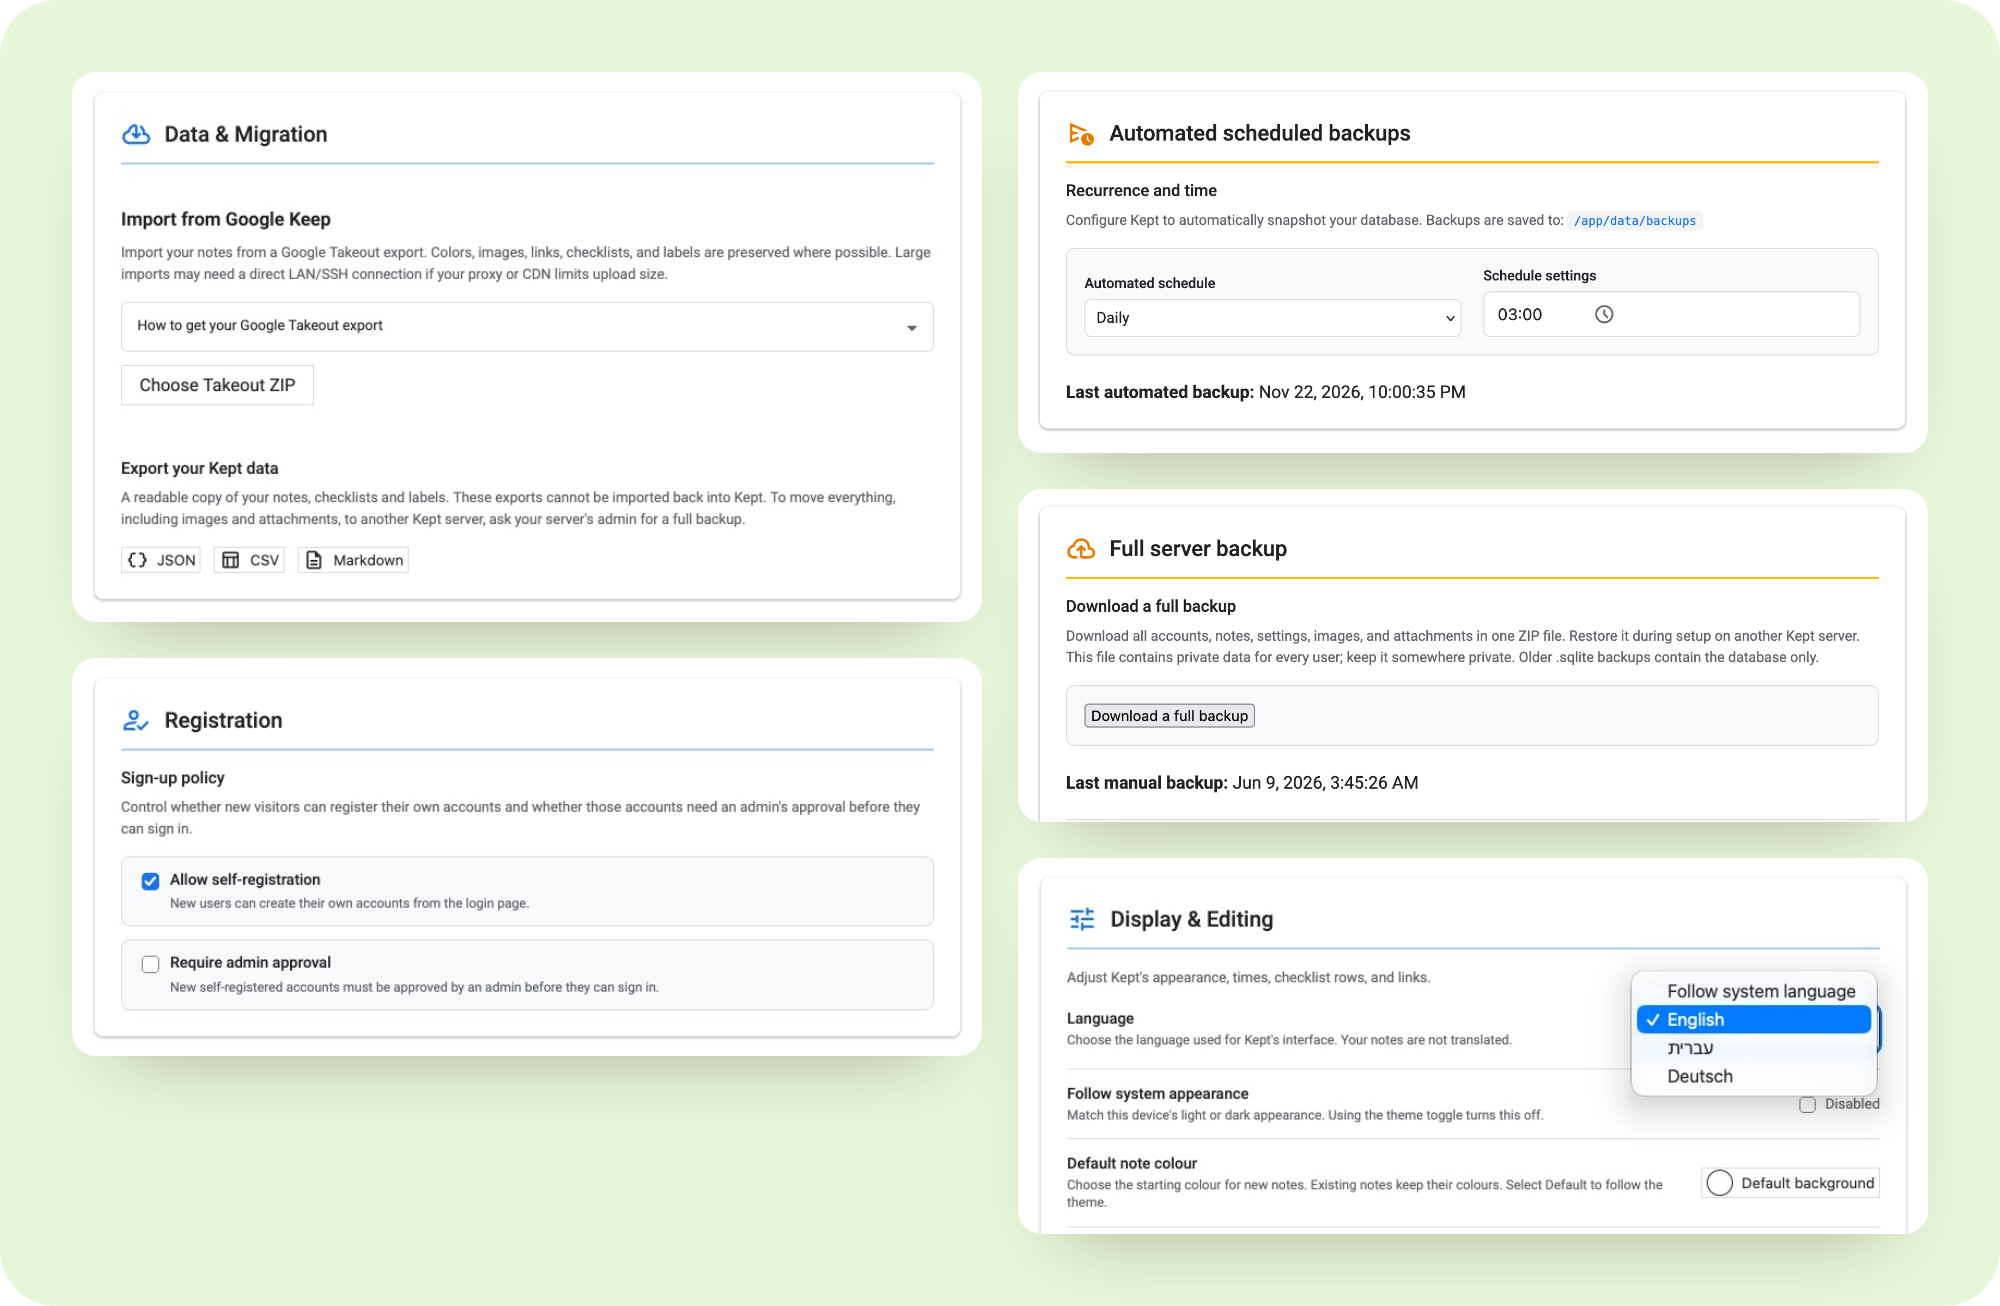 Data & Migration
Import from Google Keep
Import your notes from a Google Takeout export. Colors, images, links, checklists, and labels are preserved where possible. Large
imports may need a direct LAN/SSH connection if your proxy or CDN limits upload size.
How to get your Google Takeout export
Choose Takeout ZIP
Export your Kept data
A readable copy of your notes, checklists and labels. These exports cannot be imported back into Kept. To move everything,
including images and attachments, to another Kept server, ask your server's admin for a full backup.
JSON CSV Markdown
Registration
Sign-up policy
Control whether new visitors can register their own accounts and whether those accounts need an admin's approval before they
can sign in.
Allow self-registration
New users can create their own accounts from the login page.
Require admin approval
New self-registered accounts must be approved by an admin before they can sign in.
Automated scheduled backups
Recurrence and time
Configure Kept to automatically snapshot your database. Backups are saved to: /app/data/backups
Automated schedule
Daily
Schedule settings
03:00
Last automated backup: Nov 22, 2026, 10:00:35 PM
Full server backup
Download a full backup
Download all accounts, notes, settings, images, and attachments in one ZIP file. Restore it during setup on another Kept server.
This file contains private data for every user; keep it somewhere private. Older .sqlite backups contain the database only.
Download a full backup
Last manual backup: Jun 9, 2026, 3:45:26 AM
Display & Editing
Adjust Kept's appearance, times, checklist rows, and links.
Language
Choose the language used for Kept's interface. Your notes are not translated.
Follow system language
English
עברית
Deutsch
Follow system appearance
Match this device's light or dark appearance. Using the theme toggle turns this off.
Disabled
Default note colour
Choose the starting colour for new notes. Existing notes keep their colours. Select Default to follow the
theme.
Default background